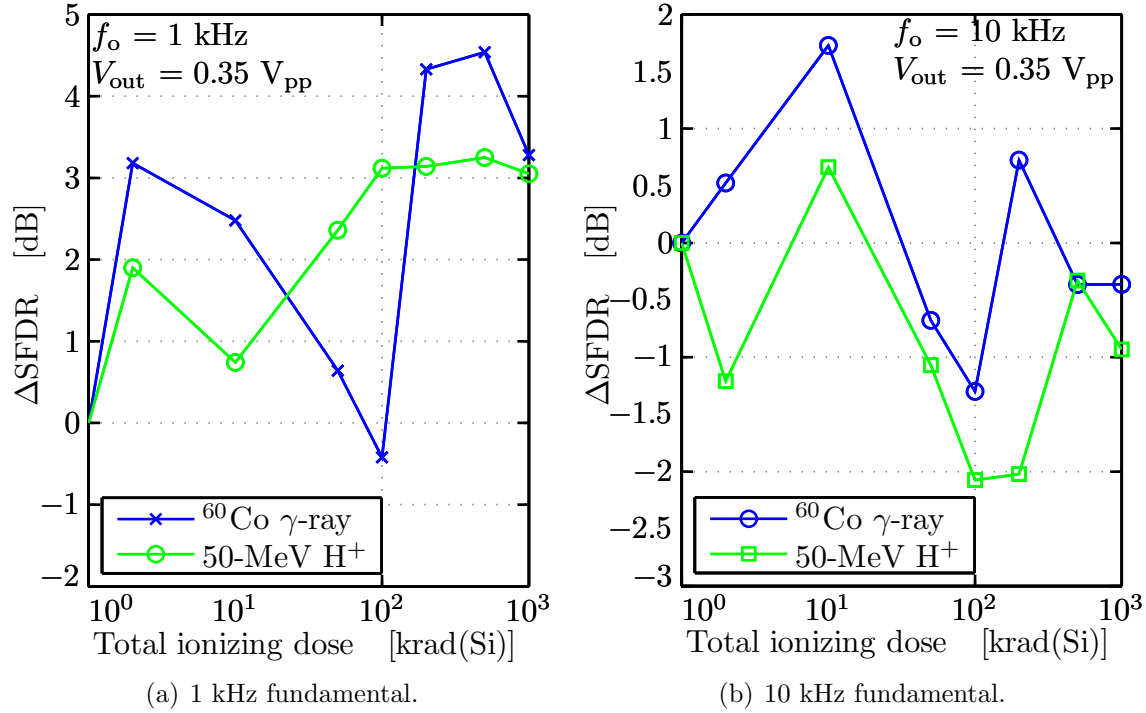 5
4
3
2
1
0
−1
−2
ΔSFDR [dB]
f_o = 1 kHz
V_out = 0.35 V_pp
⁶⁰Co γ-ray
50-MeV H⁺
10⁰ 10¹ 10² 10³
Total ionizing dose [krad(Si)]
(a) 1 kHz fundamental.
2
1.5
1
0.5
0
−0.5
−1
−1.5
−2
−2.5
−3
ΔSFDR [dB]
f_o = 10 kHz
V_out = 0.35 V_pp
⁶⁰Co γ-ray
50-MeV H⁺
10⁰ 10¹ 10² 10³
Total ionizing dose [krad(Si)]
(b) 10 kHz fundamental.